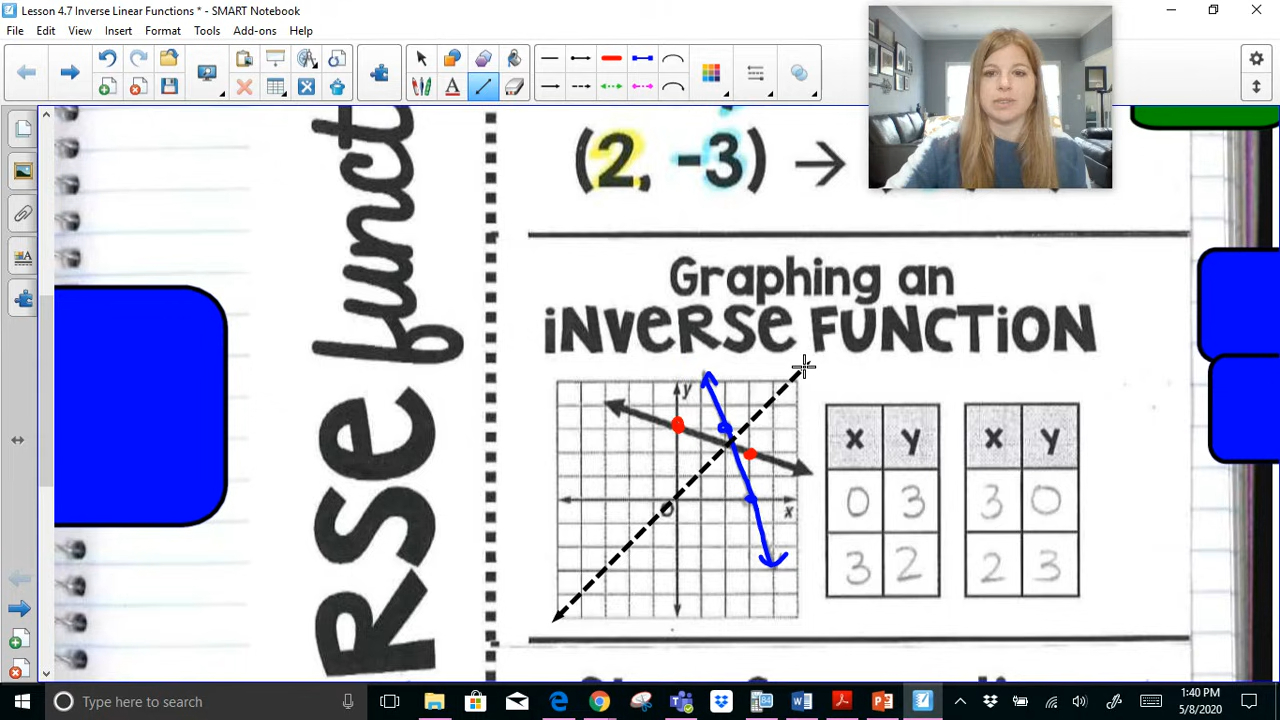 Lesson 4.7 Inverse Linear Functions * - SMART Notebook
File Edit View Insert Format Tools Add-ons Help
(2, -3) →
RSE funct
Graphing an
iNVeRSe FUNCTiON
y
O
x
x y
0 3
3 2
x y
3 0
2 3
Type here to search
1:40 PM
5/8/2020